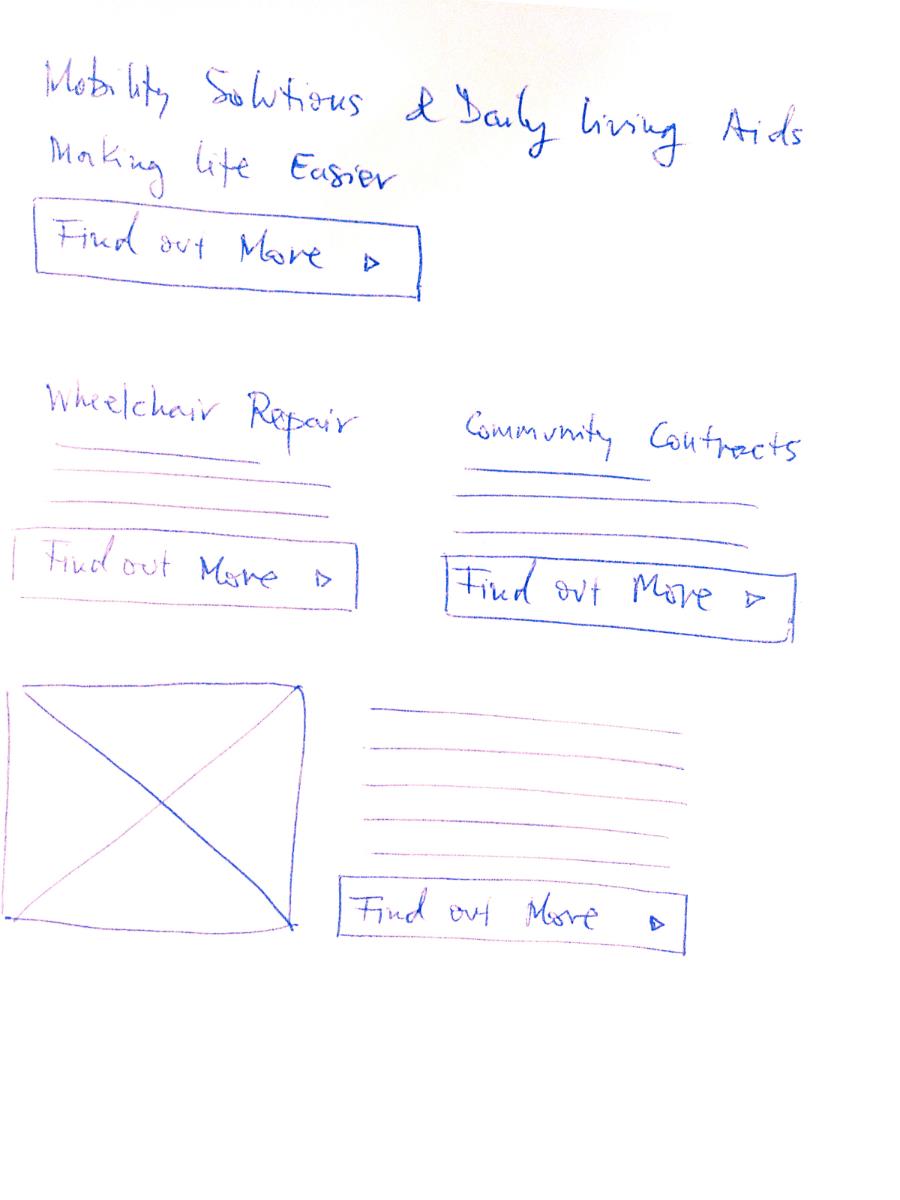 Mobility Solutions & Daily Living Aids
Making life Easier
Find out More ▷
Wheelchair Repair
Find out More ▷
Community Contracts
Find out More ▷
Find out More ▷